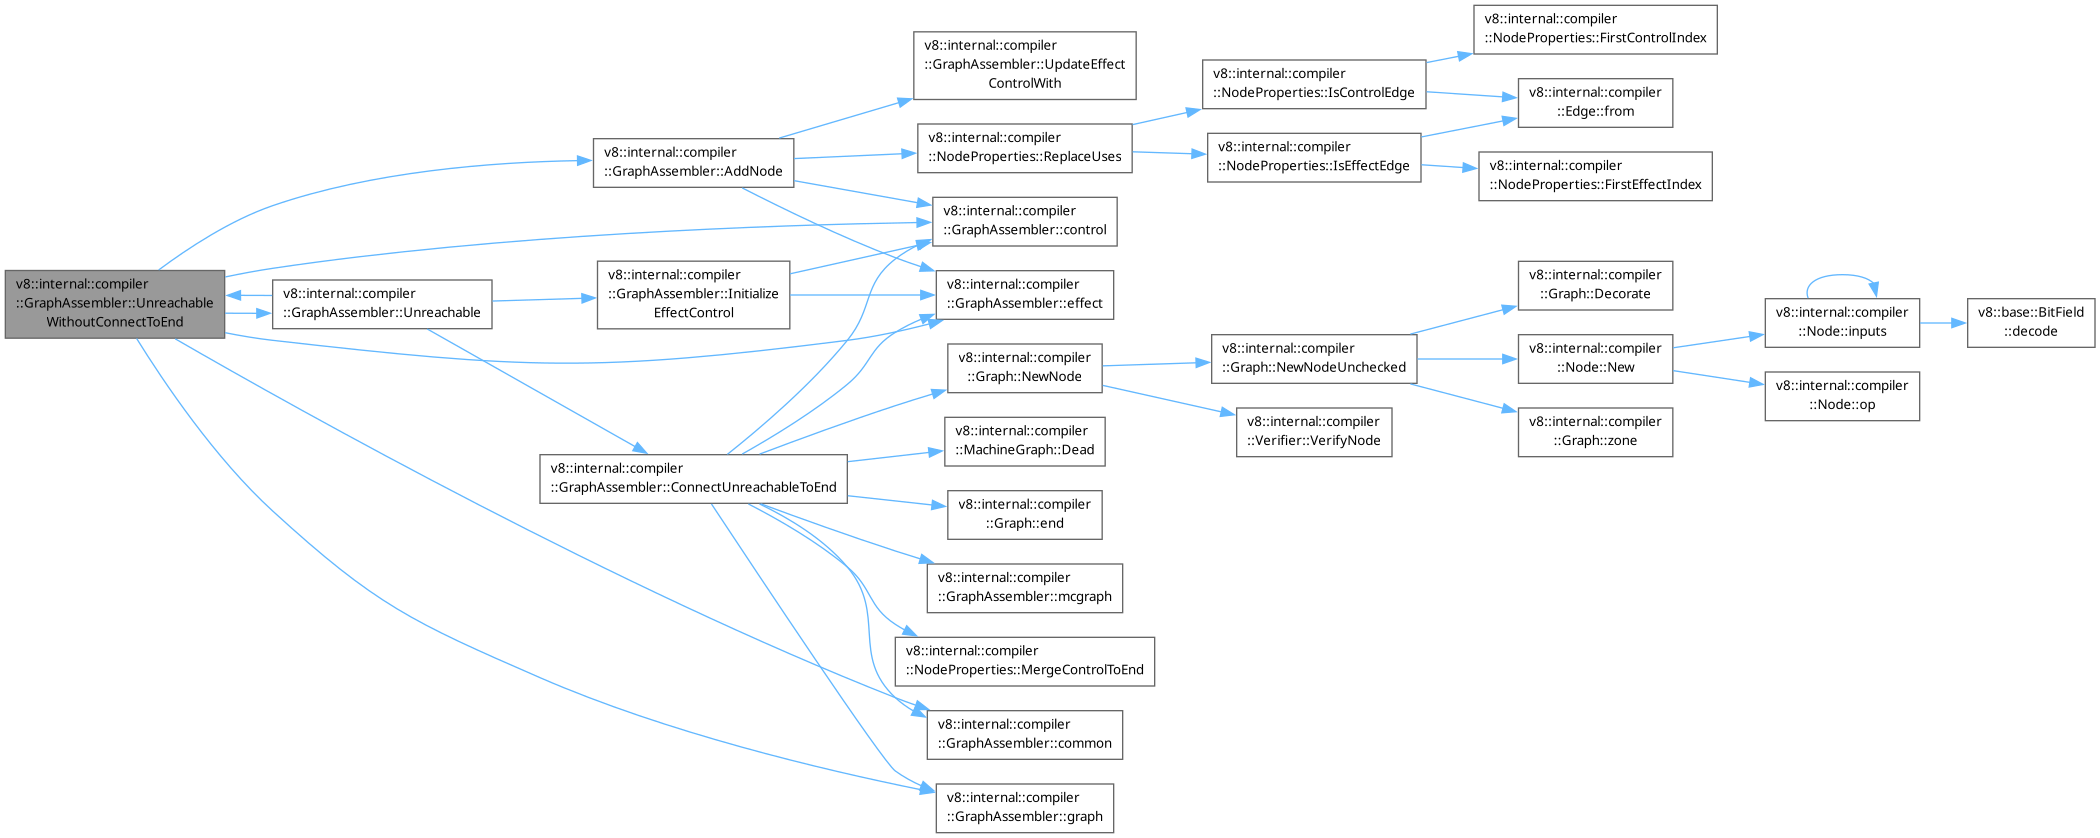 v8::internal::compiler
::GraphAssembler::Unreachable
WithoutConnectToEnd
v8::internal::compiler
::GraphAssembler::Unreachable
v8::internal::compiler
::GraphAssembler::AddNode
v8::internal::compiler
::GraphAssembler::Initialize
EffectControl
v8::internal::compiler
::GraphAssembler::ConnectUnreachableToEnd
v8::internal::compiler
::GraphAssembler::UpdateEffect
ControlWith
v8::internal::compiler
::NodeProperties::ReplaceUses
v8::internal::compiler
::GraphAssembler::control
v8::internal::compiler
::GraphAssembler::effect
v8::internal::compiler
::Graph::NewNode
v8::internal::compiler
::MachineGraph::Dead
v8::internal::compiler
::Graph::end
v8::internal::compiler
::GraphAssembler::mcgraph
v8::internal::compiler
::NodeProperties::MergeControlToEnd
v8::internal::compiler
::GraphAssembler::common
v8::internal::compiler
::GraphAssembler::graph
v8::internal::compiler
::NodeProperties::IsControlEdge
v8::internal::compiler
::NodeProperties::IsEffectEdge
v8::internal::compiler
::Graph::NewNodeUnchecked
v8::internal::compiler
::Verifier::VerifyNode
v8::internal::compiler
::NodeProperties::FirstControlIndex
v8::internal::compiler
::Edge::from
v8::internal::compiler
::NodeProperties::FirstEffectIndex
v8::internal::compiler
::Graph::Decorate
v8::internal::compiler
::Node::New
v8::internal::compiler
::Graph::zone
v8::internal::compiler
::Node::inputs
v8::internal::compiler
::Node::op
v8::base::BitField
::decode